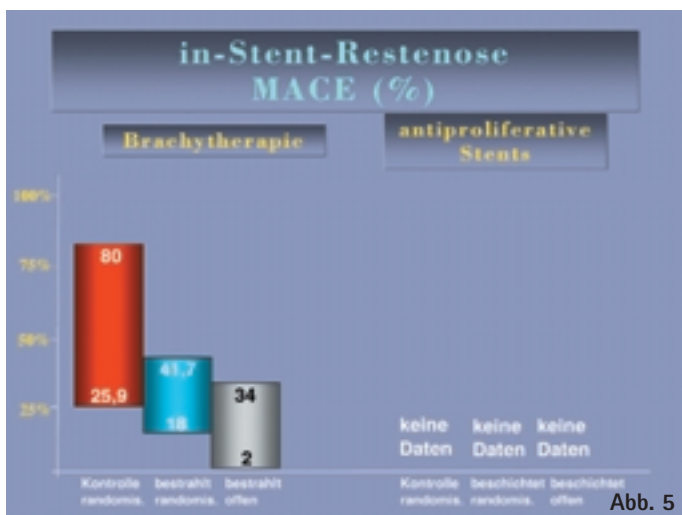 in-Stent-Restenose
MACE (%)
Brachytherapie
antiproliferative
Stents
100%
75%
50%
25%
80
25,9
41,7
18
34
2
keine keine keine
Daten Daten Daten
Kontrolle bestrahlt bestrahlt
randomis. randomis. offen
Kontrolle beschichtet beschichtet
randomis. randomis. offen
Abb. 5